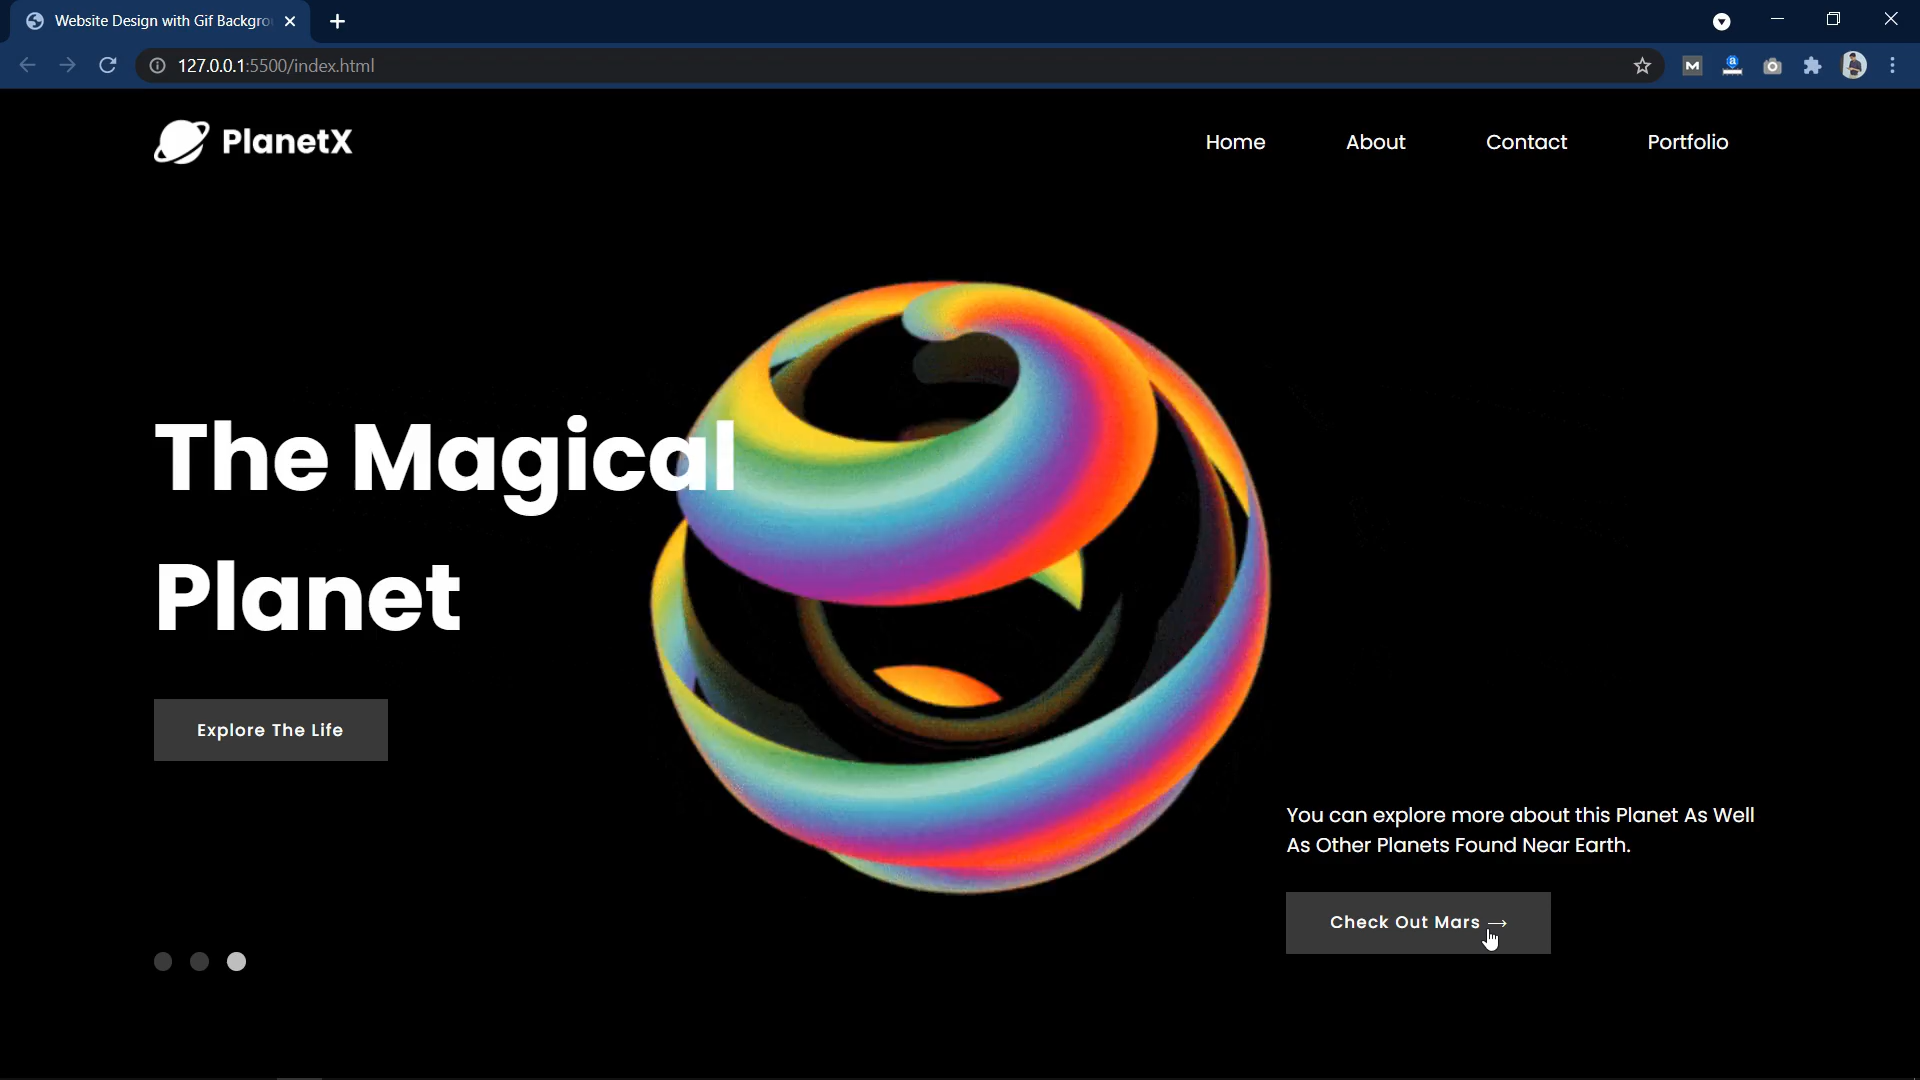 Website Design with Gif Backgro
127.0.0.1:5500/index.html
PlanetX
Home
About
Contact
Portfolio
The Magical
Planet
Explore The Life
You can explore more about this Planet As Well
As Other Planets Found Near Earth.
Check Out Mars →